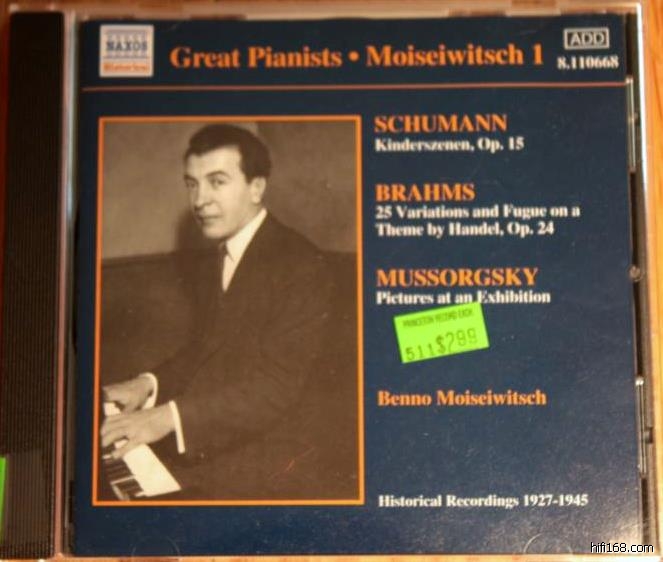 NAXOS
Historical
Great Pianists • Moiseiwitsch 1
ADD
8.110668
SCHUMANN
Kinderszenen, Op. 15
BRAHMS
25 Variations and Fugue on a
Theme by Handel, Op. 24
MUSSORGSKY
Pictures at an Exhibition
PRINCETON RECORD EXCH
511$7.99
Benno Moiseiwitsch
Historical Recordings 1927-1945
hifi168.com